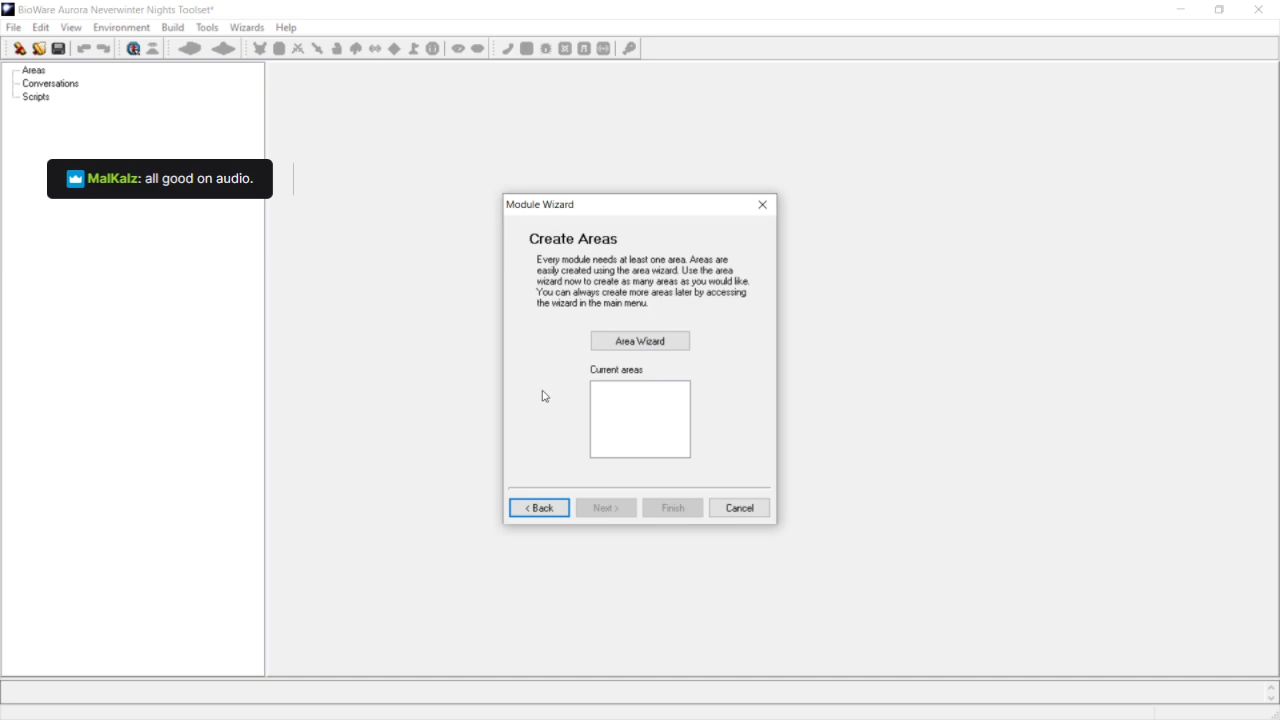 BioWare Aurora Neverwinter Nights Toolset*
File Edit View Environment Build Tools Wizards Help
Areas
Conversations
Scripts
MalKalz: all good on audio.
Module Wizard
Create Areas
Every module needs at least one area. Areas are
easily created using the area wizard. Use the area
wizard now to create as many areas as you would like.
You can always create more areas later by accessing
the wizard in the main menu.
Area Wizard
Current areas
< Back Next > Finish Cancel